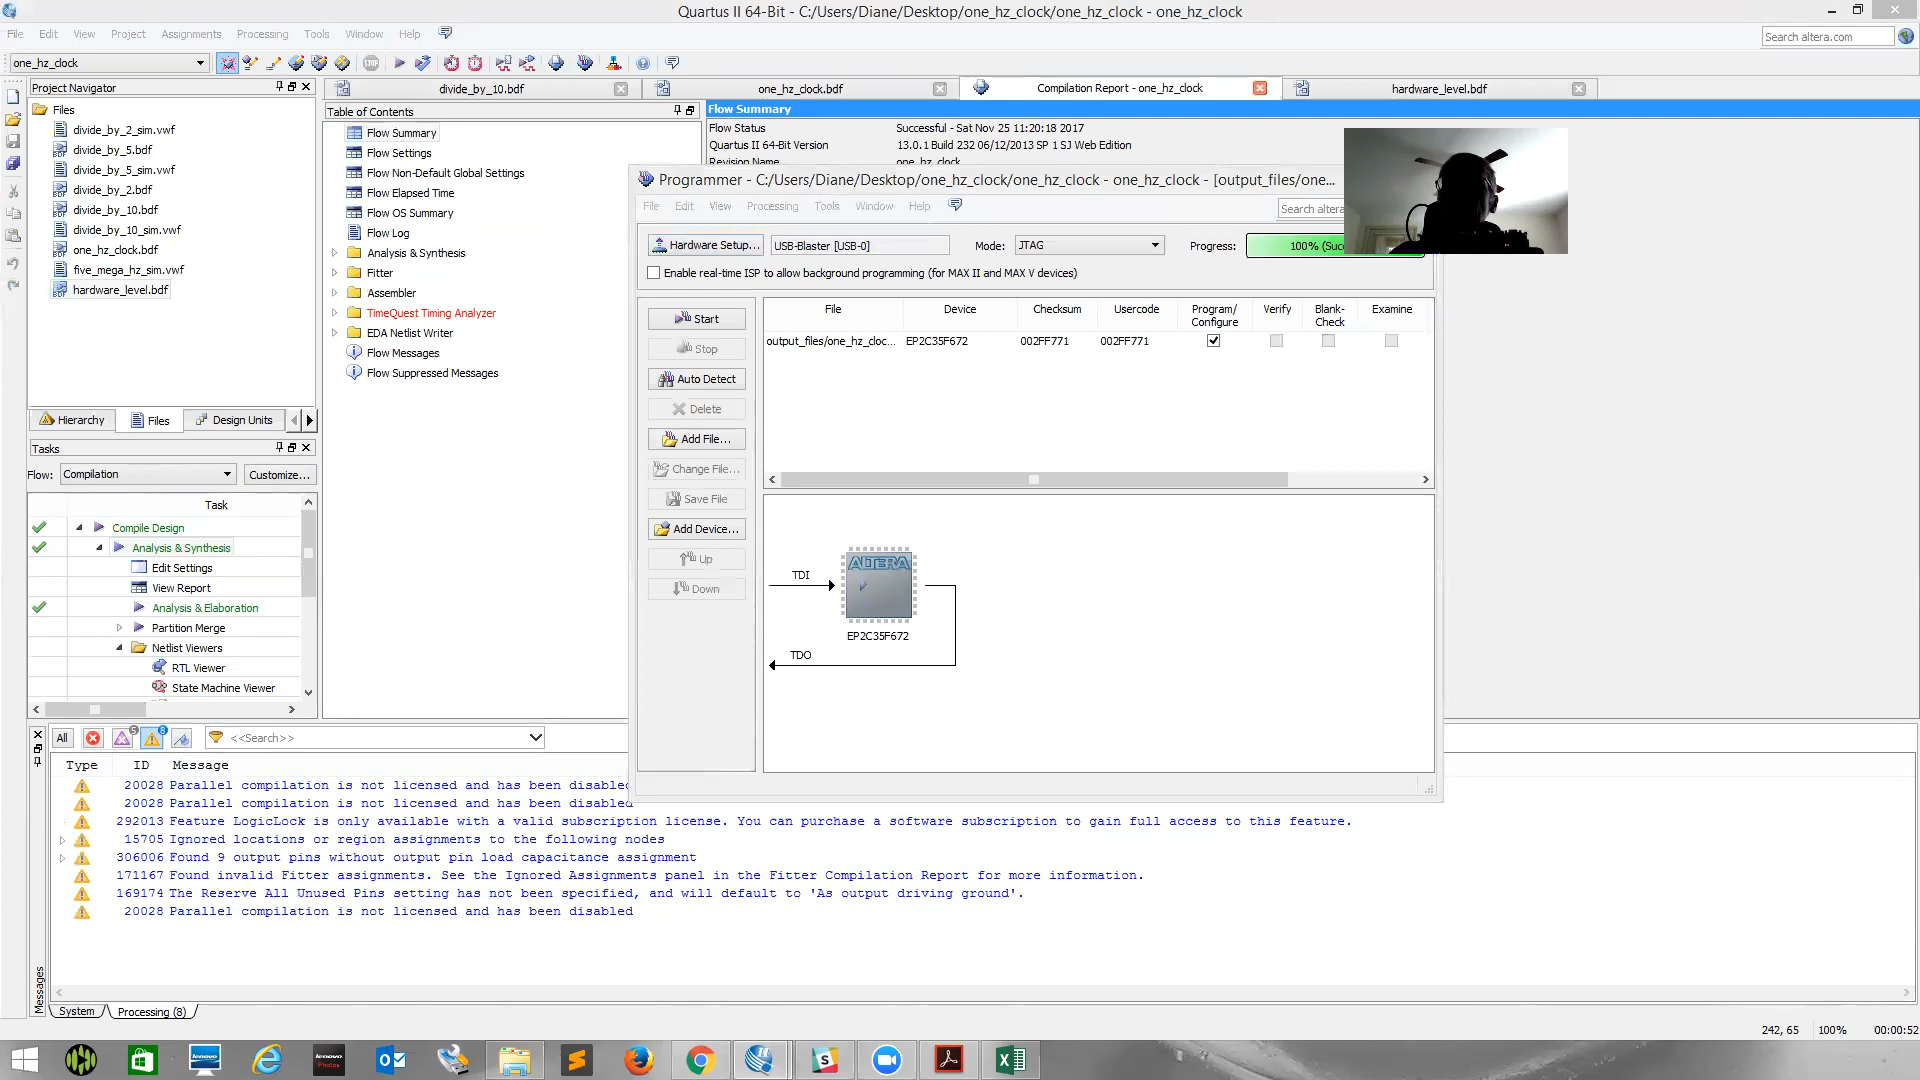 Quartus II 64-Bit - C:/Users/Diane/Desktop/one_hz_clock/one_hz_clock - one_hz_clock
File Edit View Project Assignments Processing Tools Window Help
Search altera.com
one_hz_clock
STOP
Project Navigator
Files
divide_by_2_sim.vwf
divide_by_5.bdf
divide_by_5_sim.vwf
divide_by_2.bdf
divide_by_10.bdf
divide_by_10_sim.vwf
one_hz_clock.bdf
five_mega_hz_sim.vwf
hardware_level.bdf
Hierarchy Files Design Units
Tasks
Flow: Compilation Customize...
Task
Compile Design
Analysis & Synthesis
Edit Settings
View Report
Analysis & Elaboration
Partition Merge
Netlist Viewers
RTL Viewer
State Machine Viewer
divide_by_10.bdf one_hz_clock.bdf Compilation Report - one_hz_clock hardware_level.bdf
Table of Contents
Flow Summary
Flow Settings
Flow Non-Default Global Settings
Flow Elapsed Time
Flow OS Summary
Flow Log
Analysis & Synthesis
Fitter
Assembler
TimeQuest Timing Analyzer
EDA Netlist Writer
Flow Messages
Flow Suppressed Messages
Flow Summary
Flow Status Successful - Sat Nov 25 11:20:18 2017
Quartus II 64-Bit Version 13.0.1 Build 232 06/12/2013 SP 1 SJ Web Edition
Revision Name one_hz_clock
Programmer - C:/Users/Diane/Desktop/one_hz_clock/one_hz_clock - one_hz_clock - [output_files/one...
File Edit View Processing Tools Window Help
Search altera
Hardware Setup... USB-Blaster [USB-0] Mode: JTAG Progress: 100% (Suc
Enable real-time ISP to allow background programming (for MAX II and MAX V devices)
Start
Stop
Auto Detect
Delete
Add File...
Change File...
Save File
Add Device...
Up
Down
File Device Checksum Usercode Program/ Configure Verify Blank- Check Examine
output_files/one_hz_cloc... EP2C35F672 002FF771 002FF771
TDI
ALTERA
EP2C35F672
TDO
All 5 8 <<Search>>
Type ID Message
20028 Parallel compilation is not licensed and has been disabled
20028 Parallel compilation is not licensed and has been disabled
292013 Feature LogicLock is only available with a valid subscription license. You can purchase a software subscription to gain full access to this feature.
15705 Ignored locations or region assignments to the following nodes
306006 Found 9 output pins without output pin load capacitance assignment
171167 Found invalid Fitter assignments. See the Ignored Assignments panel in the Fitter Compilation Report for more information.
169174 The Reserve All Unused Pins setting has not been specified, and will default to 'As output driving ground'.
20028 Parallel compilation is not licensed and has been disabled
Messages
System Processing (8)
242, 65 100% 00:00:52
lenovo
lenovo
Photos